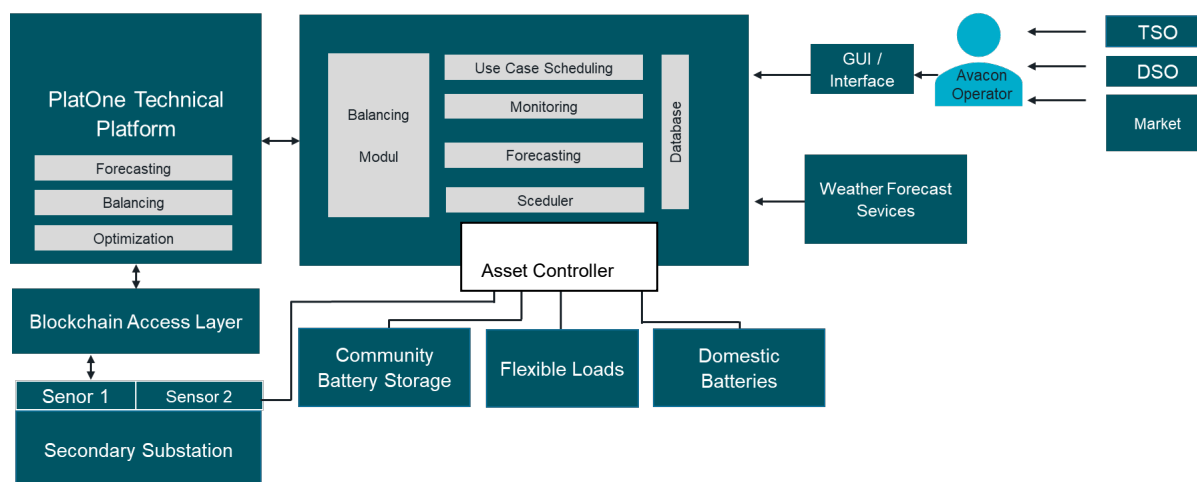 PlatOne Technical
Platform
Forecasting
Balancing
Optimization
Blockchain Access Layer
Senor 1
Sensor 2
Secondary Substation
Balancing
Modul
Use Case Scheduling
Monitoring
Forecasting
Sceduler
Database
Asset Controller
Community
Battery Storage
Flexible Loads
Domestic
Batteries
GUI /
Interface
Avacon
Operator
TSO
DSO
Market
Weather Forecast
Sevices